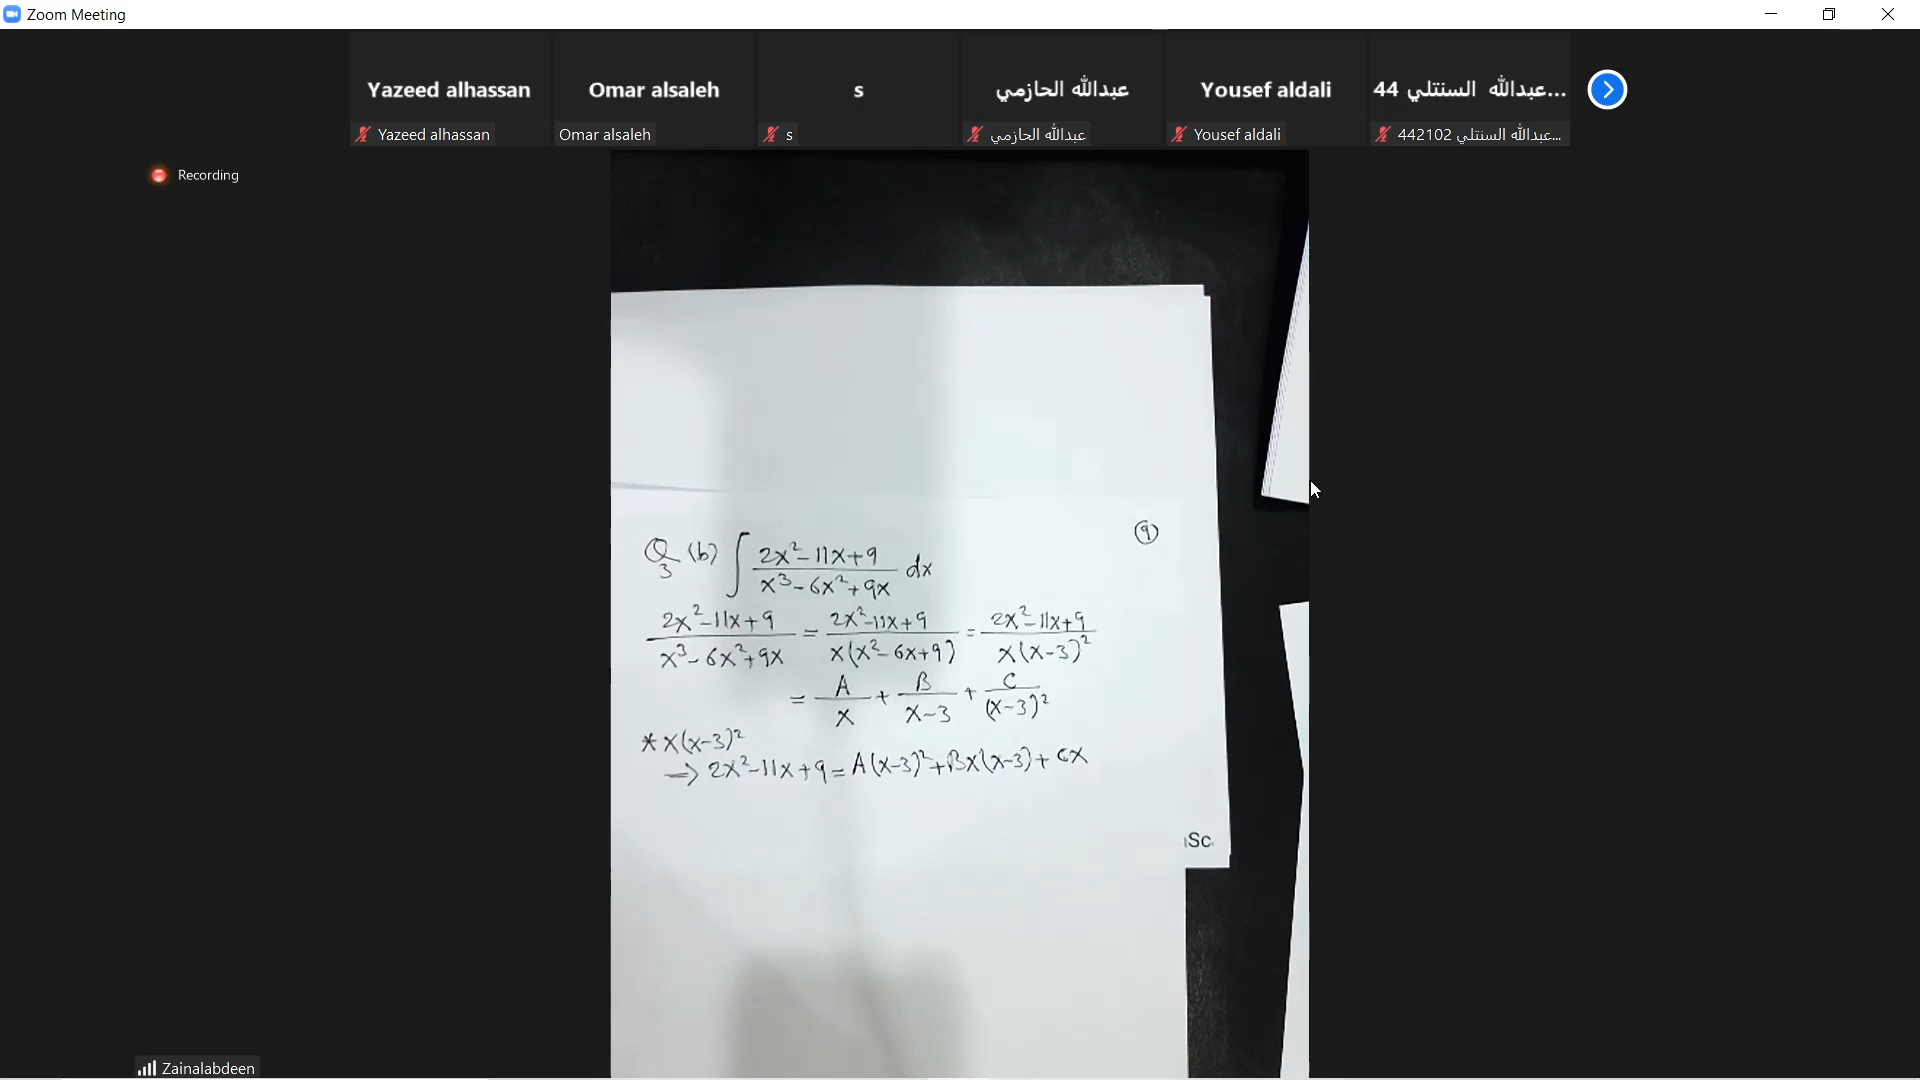 Zoom Meeting
Yazeed alhassan
Omar alsaleh
s
عبدالله الحازمي
Yousef aldali
عبدالله السنتلي 44...
Yazeed alhassan
Omar alsaleh
s
عبدالله الحازمي
Yousef aldali
عبدالله السنتلي 442102...
Recording
9
Q3 (b) ∫ (2x²-11x+9)/(x³-6x²+9x) dx
(2x²-11x+9)/(x³-6x²+9x) = (2x²-11x+9)/(x(x²-6x+9)) = (2x²-11x+9)/(x(x-3)²)
= A/x + B/(x-3) + C/(x-3)²
* x(x-3)²
⇒ 2x²-11x+9 = A(x-3)²+Bx(x-3)+Cx
Sc
Zainalabdeen